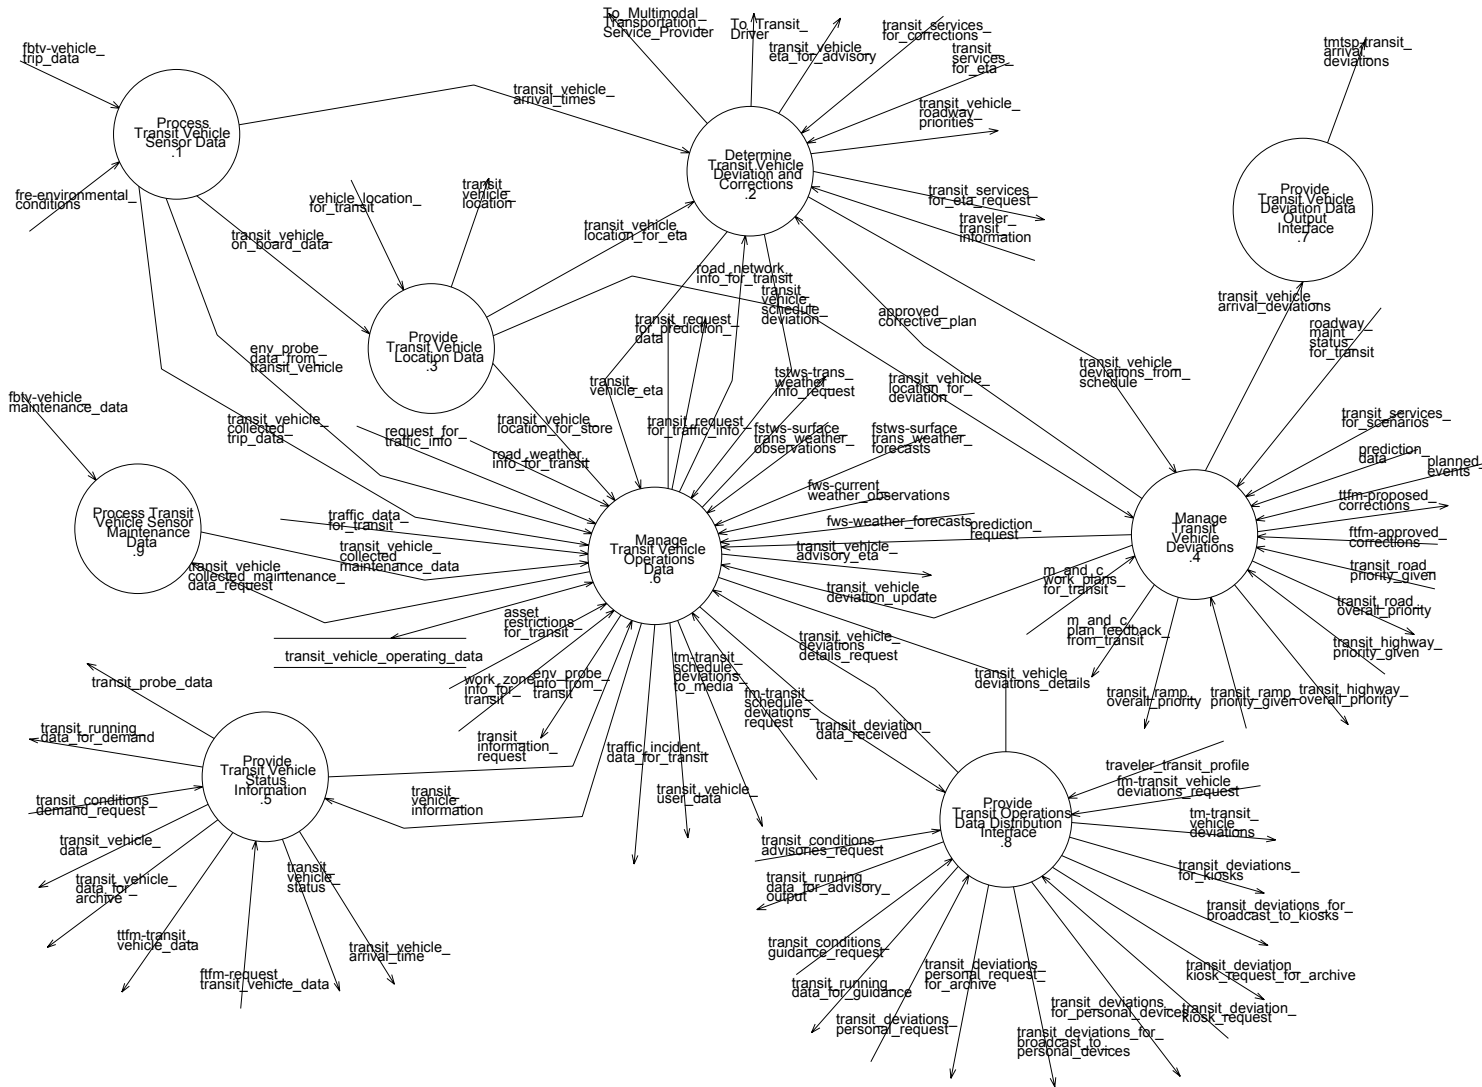 To_Multimodal_
Transportation_
Service_Provider
To_Transit_
Driver
transit_vehicle_
eta_for_advisory
transit_services_
for_corrections
transit_
services_
for_eta
transit_vehicle_
roadway_
priorities
tmtsp-transit_
arrival_
deviations
fbtv-vehicle_
trip_data
transit_vehicle_
arrival_times
Process
Transit Vehicle
Sensor Data
.1
Determine
Transit Vehicle
Deviation and
Corrections
.2
Provide
Transit Vehicle
Deviation Data
Output
Interface
.7
fre-environmental_
conditions
vehicle_location_
for_transit
transit_
vehicle_
location
transit_services_
for_eta_request
traveler_
transit_
information
transit_vehicle_
on_board_data
transit_vehicle_
location_for_eta
road_network_
info_for_transit
transit_
vehicle_
schedule_
deviation
transit_vehicle_
arrival_deviations
roadway_
maint_
status_
for_transit
transit_request_
for_prediction_
data
approved_
corrective_plan
Provide
Transit Vehicle
Location Data
.3
env_probe_
data_from_
transit_vehicle
transit_vehicle_
deviations_from_
schedule
transit_
vehicle_eta
tstws-trans_
weather_
info_request
transit_vehicle_
location_for_
deviation
fbtv-vehicle_
maintenance_data
transit_vehicle_
collected_
trip_data
request_for_
traffic_info
transit_vehicle_
location_for_store
transit_request_
for_traffic_info
fstws-surface_
trans_weather_
observations
fstws-surface_
trans_weather_
forecasts
transit_services_
for_scenarios
road_weather_
info_for_transit
prediction_
data
planned_
events
fws-current_
weather_observations
ttfm-proposed_
corrections
Process Transit
Vehicle Sensor
Maintenance
Data
.9
traffic_data_
for_transit
fws-weather_forecasts
prediction_
request
Manage
Transit
Vehicle
Deviations
.4
ftfm-approved_
corrections
Manage
Transit Vehicle
Operations
Data
.6
transit_vehicle_
collected_
maintenance_data
transit_vehicle_
advisory_eta
transit_vehicle_
collected_maintenance_
data_request
m_and_c_
work_plans_
for_transit
transit_road_
priority_given
transit_vehicle_
deviation_update
transit_road_
overall_priority
asset_
restrictions_
for_transit
m_and_c_
plan_feedback_
from_transit
transit_highway_
priority_given
transit_vehicle_operating_data
transit_vehicle_
deviations_
details_request
transit_vehicle_
deviations_details
transit_probe_data
work_zone_
info_for_
transit
env_probe_
info_from_
transit
tm-transit_
schedule_
deviations_
to_media
fm-transit_
schedule_
deviations_
request
transit_ramp_
overall_priority
transit_ramp_
priority_given
transit_highway_
overall_priority
transit_running_
data_for_demand
transit_
information_
request
traffic_incident_
data_for_transit
transit_deviation_
data_received
Provide
Transit Vehicle
Status
Information
.5
transit_
vehicle_
information
transit_vehicle_
user_data
traveler_transit_profile
fm-transit_vehicle_
deviations_request
transit_conditions_
demand_request
Provide
Transit Operations
Data Distribution
Interface
.8
tm-transit_
vehicle_
deviations
transit_vehicle_
data
transit_conditions_
advisories_request
transit_
vehicle_
status
transit_vehicle_
data_for_
archive
transit_running_
data_for_advisory_
output
transit_deviations_
for_kiosks
transit_deviations_for_
broadcast_to_kiosks
ttfm-transit_
vehicle_data
transit_vehicle_
arrival_time
transit_conditions_
guidance_request
transit_deviations_
personal_request_
for_archive
transit_deviation_
kiosk_request_for_archive
ftfm-request_
transit_vehicle_data
transit_running_
data_for_guidance
transit_deviations_
for_personal_devices
transit_deviation_
kiosk_request
transit_deviations_
personal_request
transit_deviations_for_
broadcast_to_
personal_devices